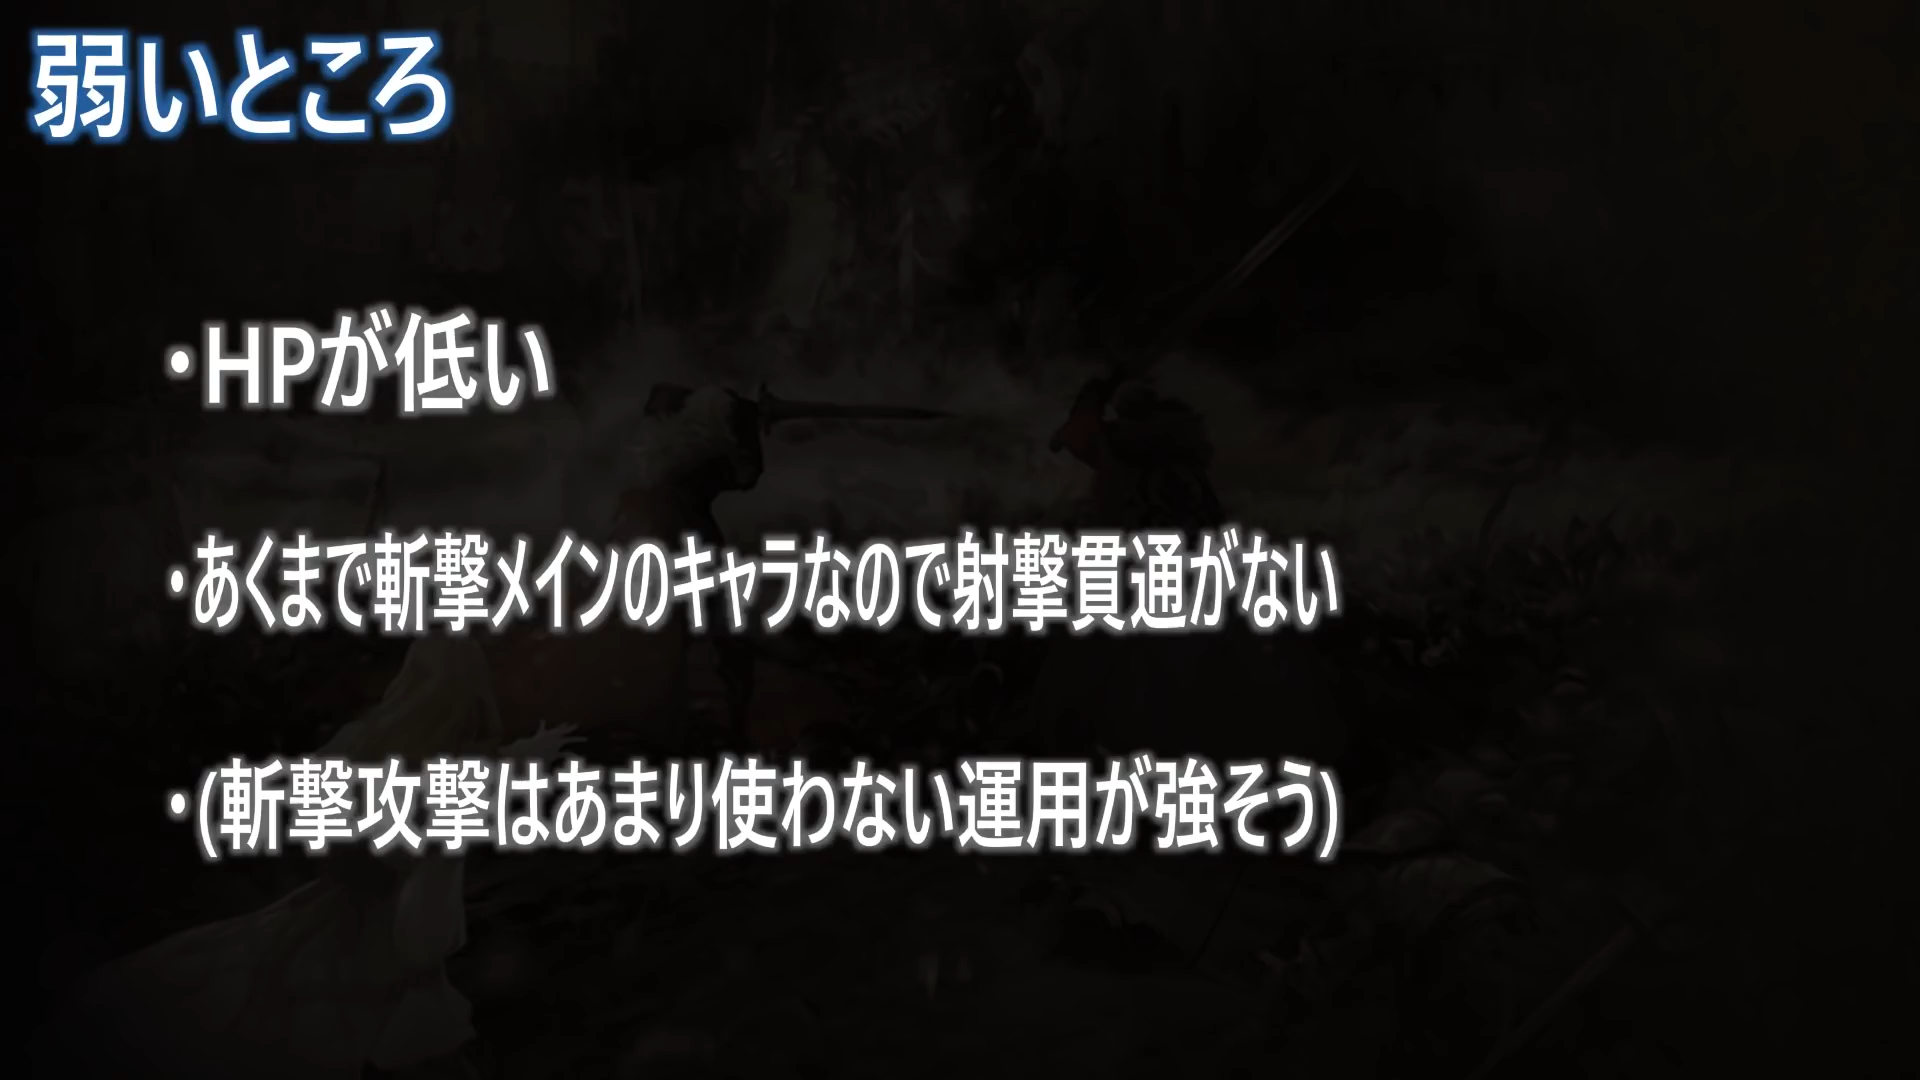 弱いところ
・HPが低い
・あくまで斬撃メインのキャラなので射撃貫通がない
・(斬撃攻撃はあまり使わない運用が強そう)